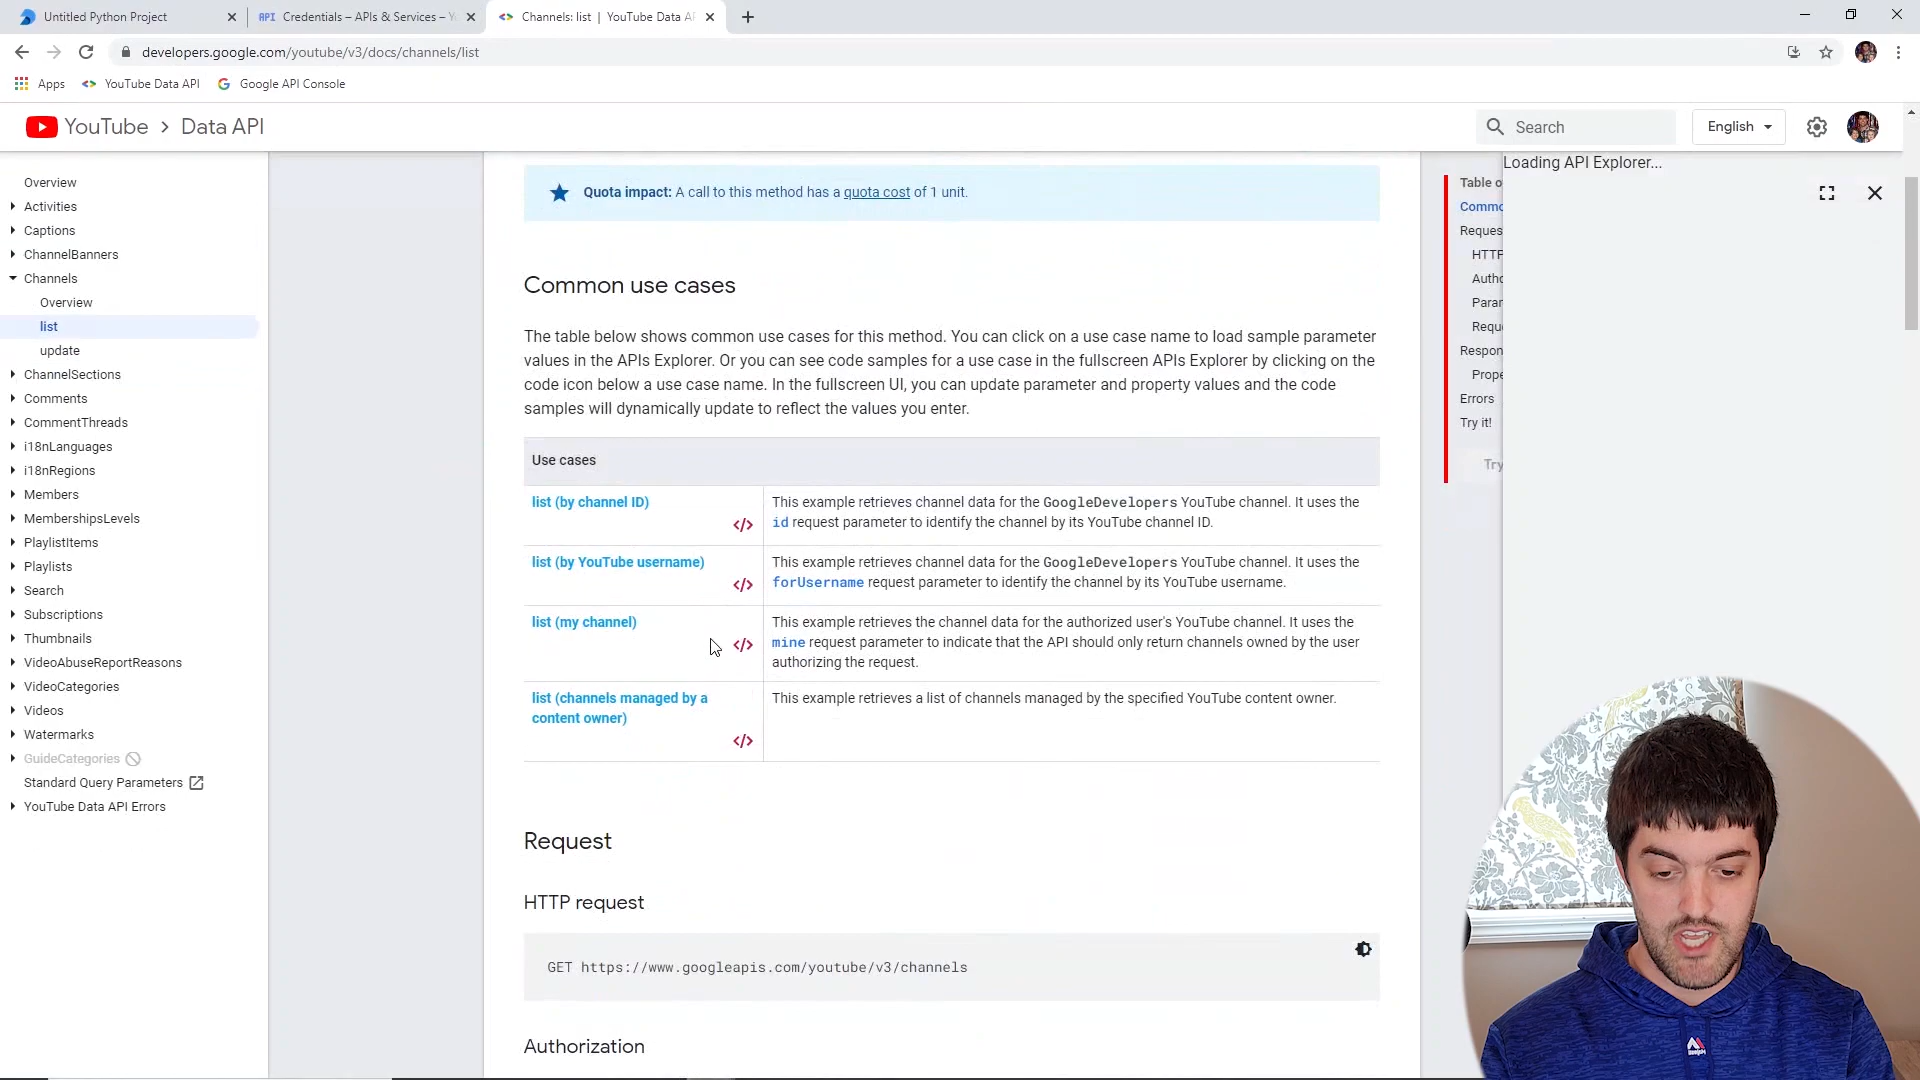 Untitled Python Project
API Credentials – APIs & Services – Y
Channels: list | YouTube Data AP
developers.google.com/youtube/v3/docs/channels/list
Apps
YouTube Data API
Google API Console
YouTube > Data API
Search
English
Overview
Activities
Captions
ChannelBanners
Channels
Overview
list
update
ChannelSections
Comments
CommentThreads
i18nLanguages
i18nRegions
Members
MembershipsLevels
PlaylistItems
Playlists
Search
Subscriptions
Thumbnails
VideoAbuseReportReasons
VideoCategories
Videos
Watermarks
GuideCategories
Standard Query Parameters
YouTube Data API Errors
Quota impact: A call to this method has a quota cost of 1 unit.
Common use cases
The table below shows common use cases for this method. You can click on a use case name to load sample parameter
values in the APIs Explorer. Or you can see code samples for a use case in the fullscreen APIs Explorer by clicking on the
code icon below a use case name. In the fullscreen UI, you can update parameter and property values and the code
samples will dynamically update to reflect the values you enter.
Use cases
list (by channel ID)
</>
This example retrieves channel data for the GoogleDevelopers YouTube channel. It uses the
id request parameter to identify the channel by its YouTube channel ID.
list (by YouTube username)
</>
This example retrieves channel data for the GoogleDevelopers YouTube channel. It uses the
forUsername request parameter to identify the channel by its YouTube username.
list (my channel)
</>
This example retrieves the channel data for the authorized user's YouTube channel. It uses the
mine request parameter to indicate that the API should only return channels owned by the user
authorizing the request.
list (channels managed by a
content owner)
</>
This example retrieves a list of channels managed by the specified YouTube content owner.
Request
HTTP request
GET https://www.googleapis.com/youtube/v3/channels
Authorization
Table o
Commo
Reques
HTTP
Autho
Parar
Requ
Respon
Prope
Errors
Try it!
Try
Loading API Explorer...